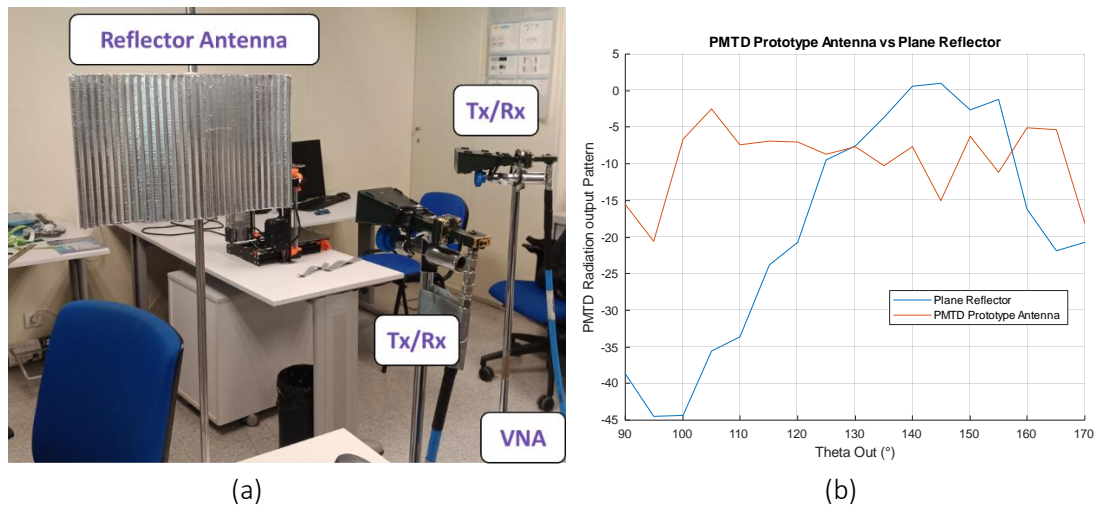 Reflector Antenna
Tx/Rx
Tx/Rx
VNA
(a)
PMTD Prototype Antenna vs Plane Reflector
PMTD Radiation output Pattern
5
0
-5
-10
-15
-20
-25
-30
-35
-40
-45
Plane Reflector
PMTD Prototype Antenna
90
100
110
120
130
140
150
160
170
Theta Out (°)
(b)